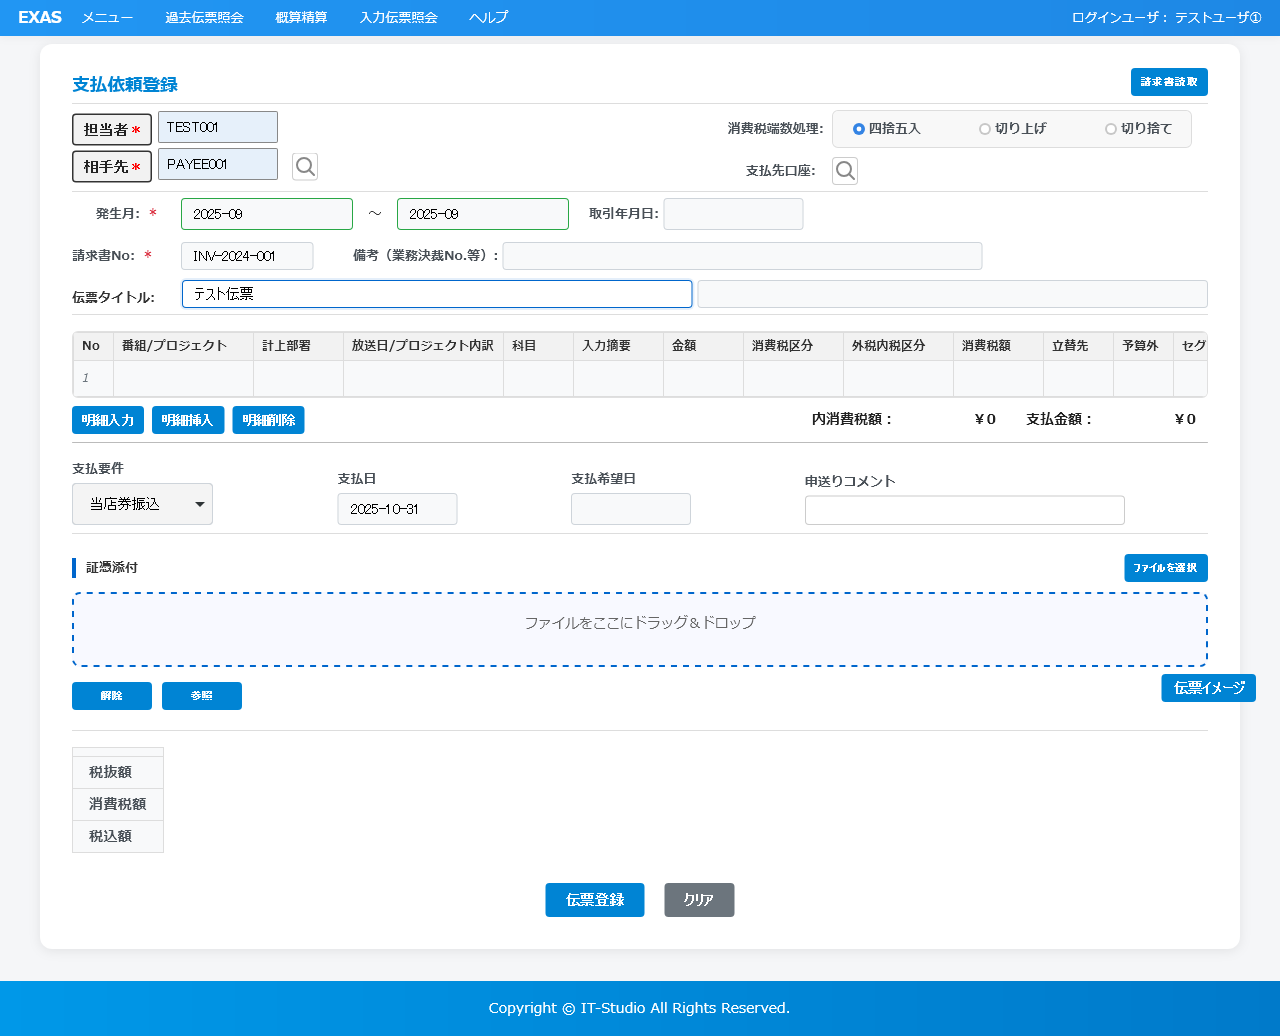 EXAS メニュー 過去伝票照会 概算精算 入力伝票照会 ヘルプ ログインユーザ： テストユーザ①
支払依頼登録 請求書読取
担当者* TEST001 消費税端数処理: 四捨五入 切り上げ 切り捨て
相手先* PAYEE001 支払先口座:
発生月: * 2025-09 ～ 2025-09 取引年月日:
請求書No: * INV-2024-001 備考（業務決裁No.等）:
伝票タイトル: テスト伝票
No 番組/プロジェクト 計上部署 放送日/プロジェクト内訳 科目 入力摘要 金額 消費税区分 外税内税区分 消費税額 立替先 予算外 セグ
1
明細入力 明細挿入 明細削除 内消費税額： ￥0 支払金額： ￥0
支払要件 支払日 支払希望日 申送りコメント
当店券振込 2025-10-31
証憑添付 ファイルを選択
ファイルをここにドラッグ＆ドロップ
解除 参照 伝票イメージ
税抜額
消費税額
税込額
伝票登録 クリア
Copyright © IT-Studio All Rights Reserved.